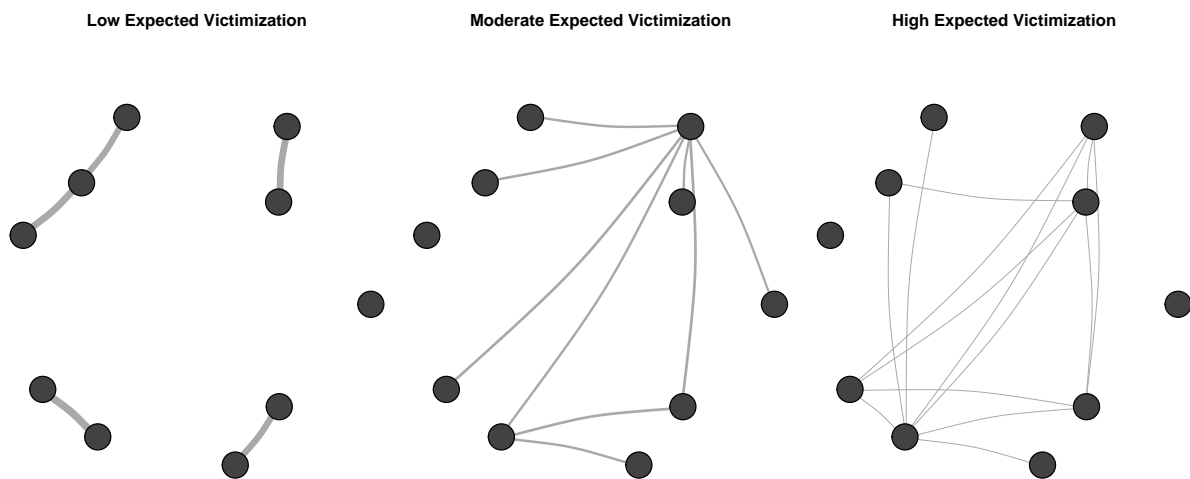 Low Expected Victimization
Moderate Expected Victimization
High Expected Victimization